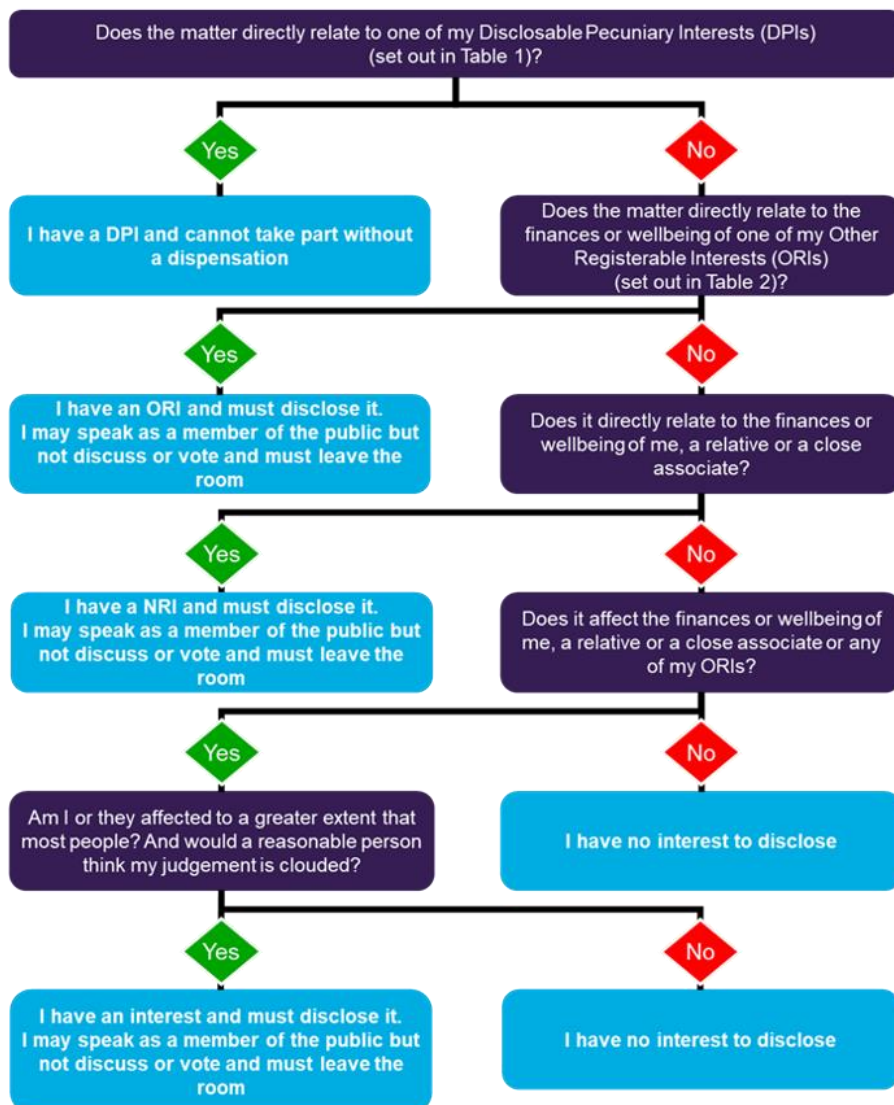 Does the matter directly relate to one of my Disclosable Pecuniary Interests (DPIs)
(set out in Table 1)?
Yes
No
I have a DPI and cannot take part without
a dispensation
Does the matter directly relate to the
finances or wellbeing of one of my Other
Registerable Interests (ORIs)
(set out in Table 2)?
Yes
No
I have an ORI and must disclose it.
I may speak as a member of the public but
not discuss or vote and must leave the
room
Does it directly relate to the finances or
wellbeing of me, a relative or a close
associate?
Yes
No
I have a NRI and must disclose it.
I may speak as a member of the public but
not discuss or vote and must leave the
room
Does it affect the finances or wellbeing of
me, a relative or a close associate or any
of my ORIs?
Yes
No
Am I or they affected to a greater extent that
most people? And would a reasonable person
think my judgement is clouded?
I have no interest to disclose
Yes
No
I have an interest and must disclose it.
I may speak as a member of the public but
not discuss or vote and must leave the
room
I have no interest to disclose